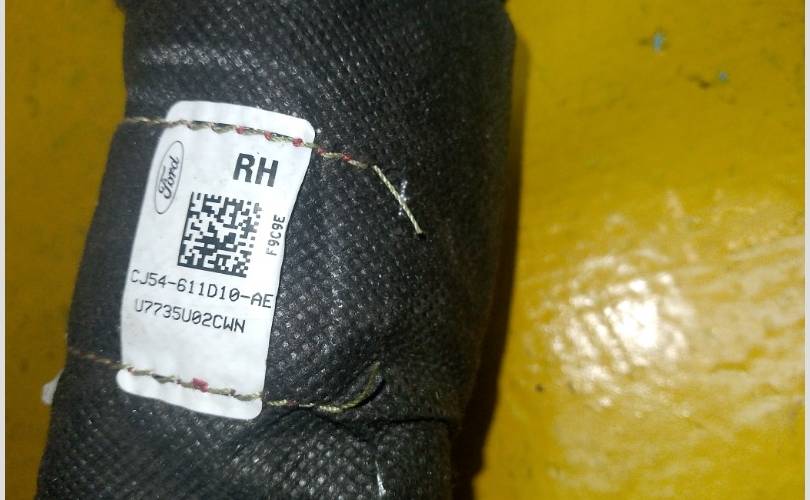 Ford
RH
F9C9E
CJ54-611D10-AE
U7735U02CWN